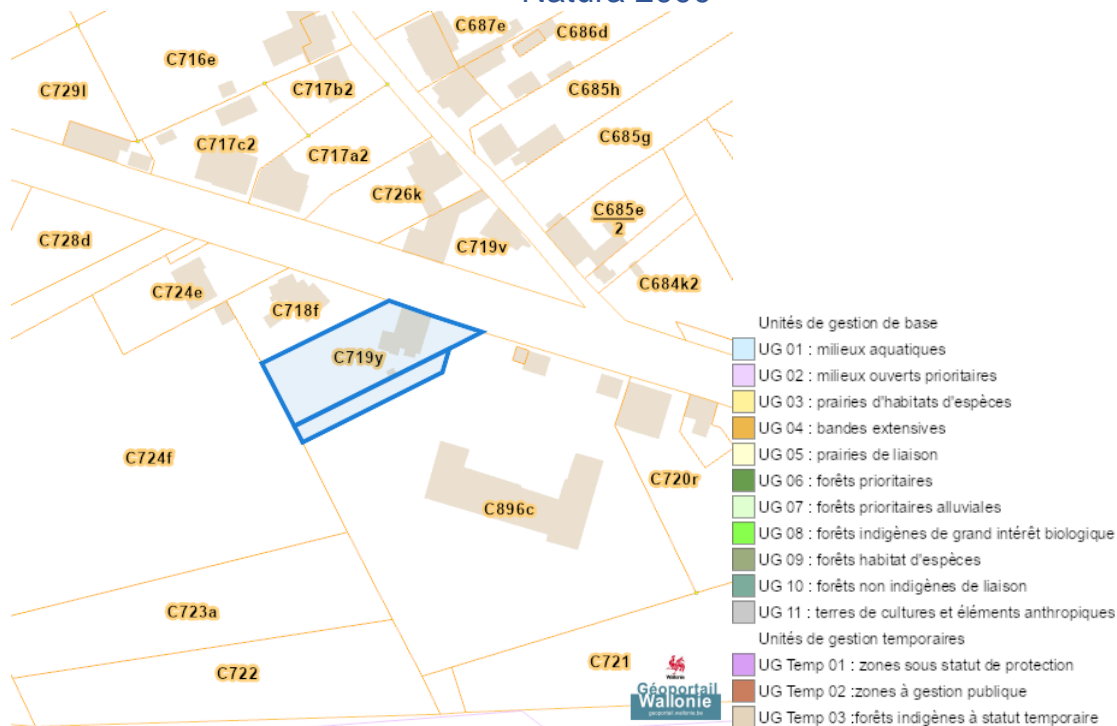 Natura 2000
C687e
C686d
C716e
C729l
C717b2
C685h
C717c2
C717a2
C685g
C726k
C685e
2
C728d
C719v
C724e
C684k2
C718f
C719y
C724f
C720r
C896c
C723a
C722
C721
Wallonie
Géoportail
Wallonie
geoportail.wallonie.be
Unités de gestion de base
UG 01 : milieux aquatiques
UG 02 : milieux ouverts prioritaires
UG 03 : prairies d'habitats d'espèces
UG 04 : bandes extensives
UG 05 : prairies de liaison
UG 06 : forêts prioritaires
UG 07 : forêts prioritaires alluviales
UG 08 : forêts indigènes de grand intérêt biologique
UG 09 : forêts habitat d'espèces
UG 10 : forêts non indigènes de liaison
UG 11 : terres de cultures et éléments anthropiques
Unités de gestion temporaires
UG Temp 01 : zones sous statut de protection
UG Temp 02 :zones à gestion publique
UG Temp 03 :forêts indigènes à statut temporaire